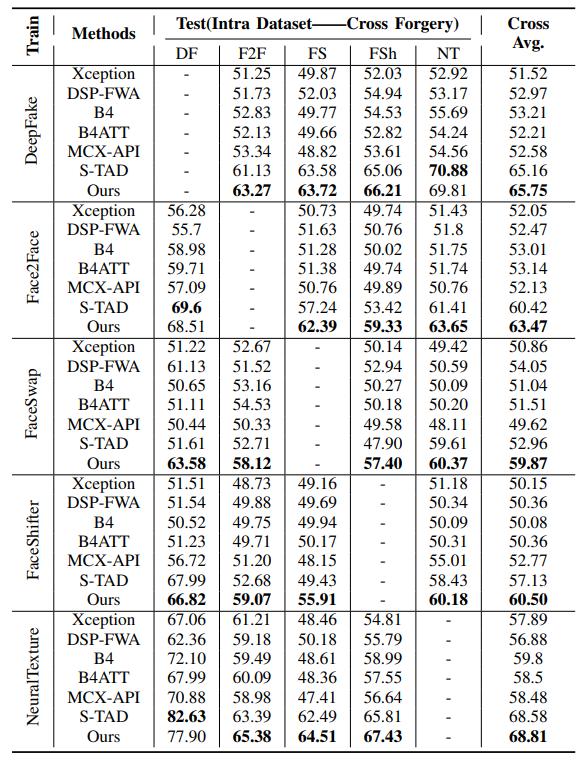 Train Methods Test(Intra Dataset——Cross Forgery) Cross Avg.
DF F2F FS FSh NT
DeepFake
Xception - 51.25 49.87 52.03 52.92 51.52
DSP-FWA - 51.73 52.03 54.94 53.17 52.97
B4 - 52.83 49.77 54.53 55.69 53.21
B4ATT - 52.13 49.66 52.82 54.24 52.21
MCX-API - 53.34 48.82 53.61 54.56 52.58
S-TAD - 61.13 63.58 65.06 70.88 65.16
Ours - 63.27 63.72 66.21 69.81 65.75
Face2Face
Xception 56.28 - 50.73 49.74 51.43 52.05
DSP-FWA 55.7 - 51.63 50.76 51.8 52.47
B4 58.98 - 51.28 50.02 51.75 53.01
B4ATT 59.71 - 51.38 49.74 51.74 53.14
MCX-API 57.09 - 50.76 49.89 50.76 52.13
S-TAD 69.6 - 57.24 53.42 61.41 60.42
Ours 68.51 - 62.39 59.33 63.65 63.47
FaceSwap
Xception 51.22 52.67 - 50.14 49.42 50.86
DSP-FWA 61.13 51.52 - 52.94 50.59 54.05
B4 50.65 53.16 - 50.27 50.09 51.04
B4ATT 51.11 54.53 - 50.18 50.20 51.51
MCX-API 50.44 50.33 - 49.58 48.11 49.62
S-TAD 51.61 52.71 - 47.90 59.61 52.96
Ours 63.58 58.12 - 57.40 60.37 59.87
FaceShifter
Xception 51.51 48.73 49.16 - 51.18 50.15
DSP-FWA 51.54 49.88 49.69 - 50.34 50.36
B4 50.52 49.75 49.94 - 50.09 50.08
B4ATT 51.23 49.71 50.17 - 50.31 50.36
MCX-API 56.72 51.20 48.15 - 55.01 52.77
S-TAD 67.99 52.68 49.43 - 58.43 57.13
Ours 66.82 59.07 55.91 - 60.18 60.50
NeuralTexture
Xception 67.06 61.21 48.46 54.81 - 57.89
DSP-FWA 62.36 59.18 50.18 55.79 - 56.88
B4 72.10 59.49 48.61 58.99 - 59.8
B4ATT 67.99 60.09 48.36 57.55 - 58.5
MCX-API 70.88 58.98 47.41 56.64 - 58.48
S-TAD 82.63 63.39 62.49 65.81 - 68.58
Ours 77.90 65.38 64.51 67.43 - 68.81